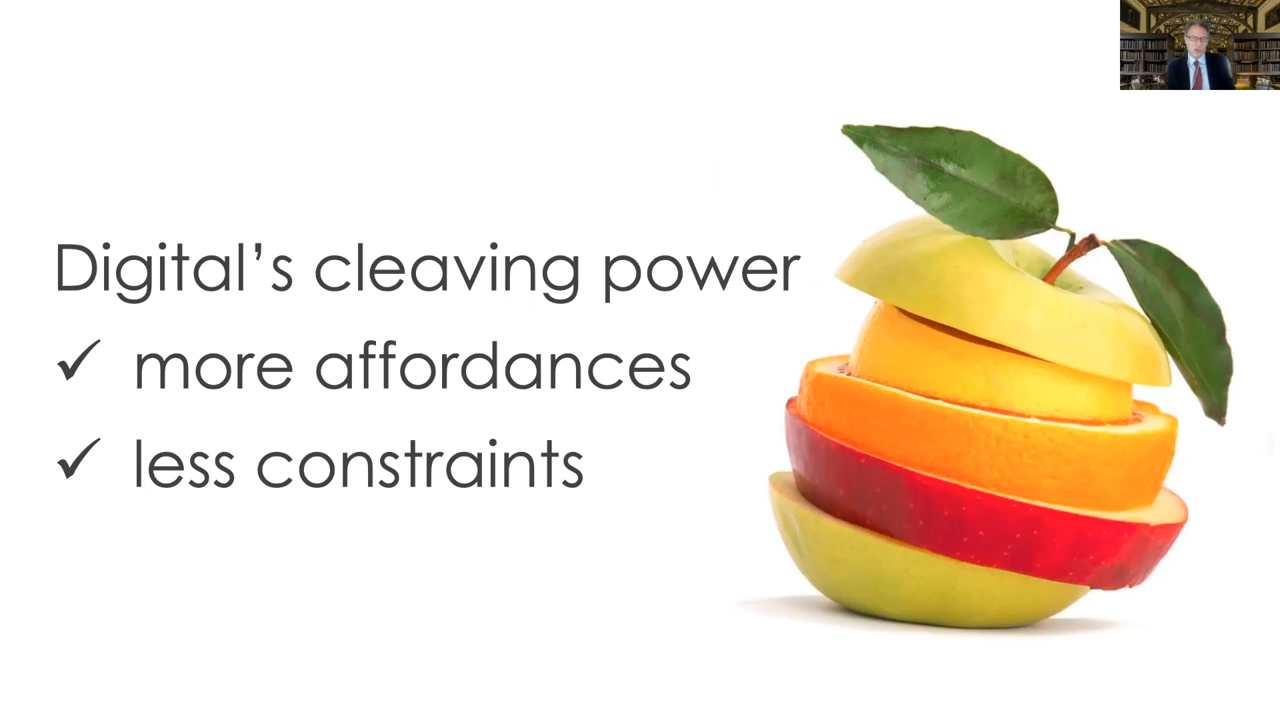 Digital’s cleaving power
✓ more affordances
✓ less constraints